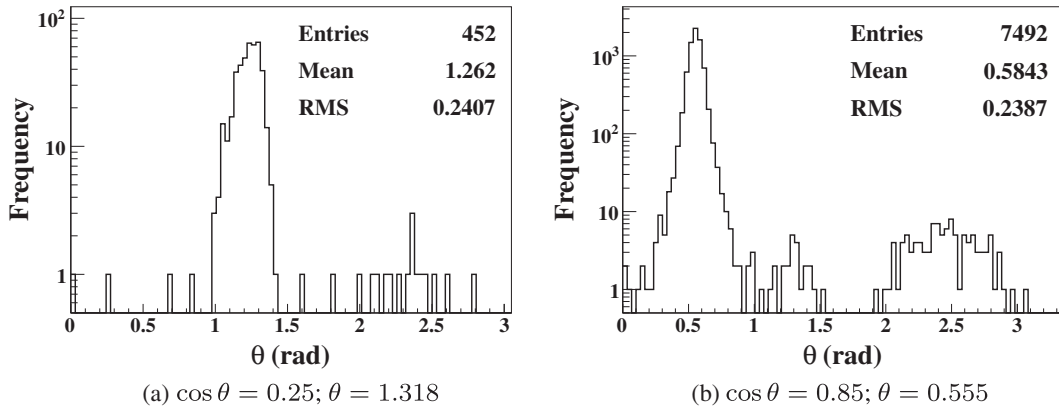 10²
10
1
Frequency
Entries 452
Mean 1.262
RMS 0.2407
0 0.5 1 1.5 2 2.5 3
θ (rad)
(a) cos θ = 0.25; θ = 1.318
10³
10²
10
1
Frequency
Entries 7492
Mean 0.5843
RMS 0.2387
0 0.5 1 1.5 2 2.5 3
θ (rad)
(b) cos θ = 0.85; θ = 0.555